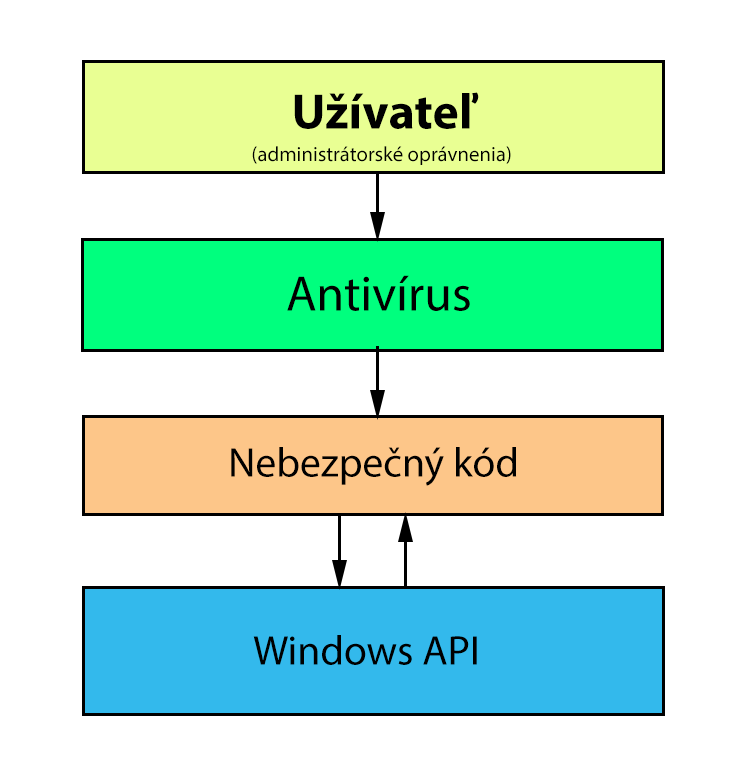 Užívateľ
(administrátorské oprávnenia)
Antivírus
Nebezpečný kód
Windows API